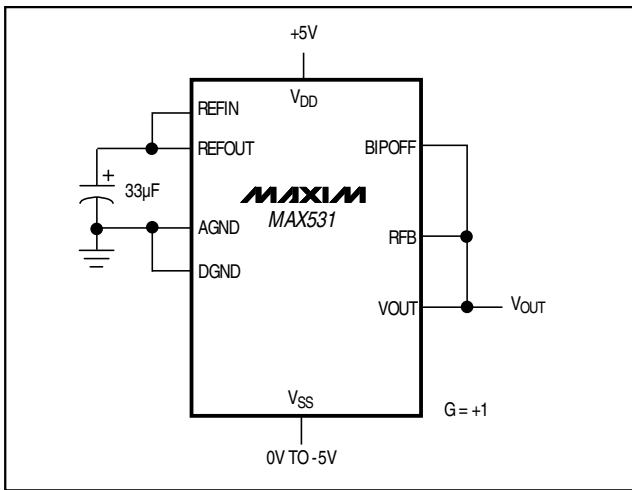 +5V
VDD
REFIN
REFOUT
BIPOFF
+
33µF
MAXIM
MAX531
AGND
RFB
DGND
VOUT
VOUT
VSS
G = +1
0V TO -5V